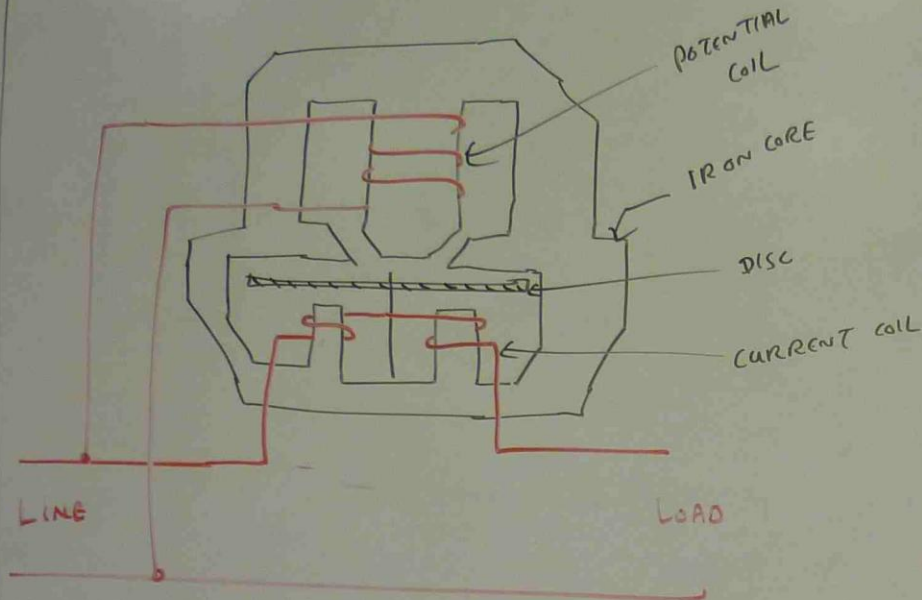 POTENTIAL
COIL
IRON CORE
DISC
CURRENT COIL
LINE
LOAD